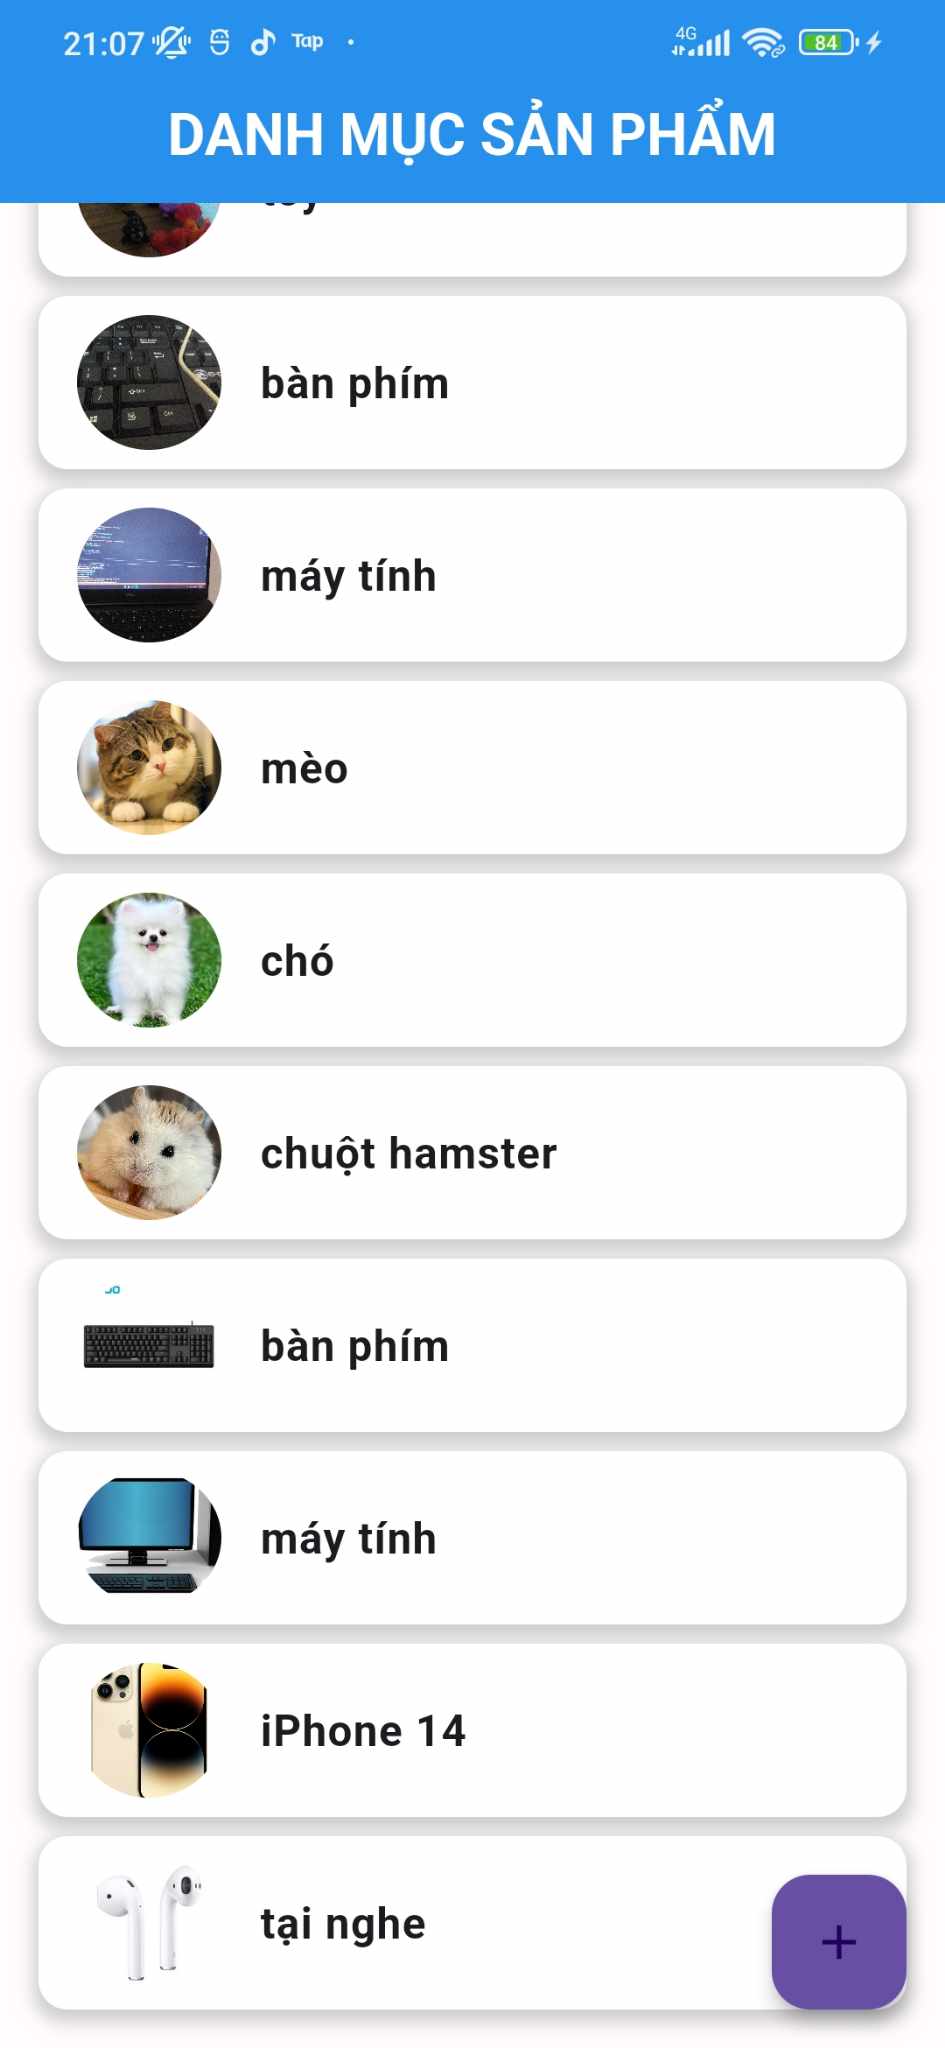 21:07 Tap 4G 84
DANH MỤC SẢN PHẨM
bàn phím
máy tính
mèo
chó
chuột hamster
bàn phím
máy tính
iPhone 14
tại nghe
+